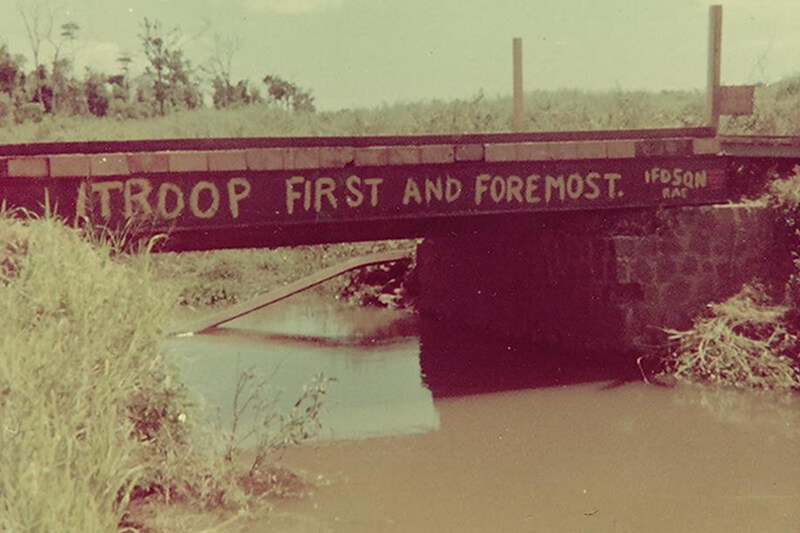 1 TROOP FIRST AND FOREMOST. 1 FD SQN
RAE